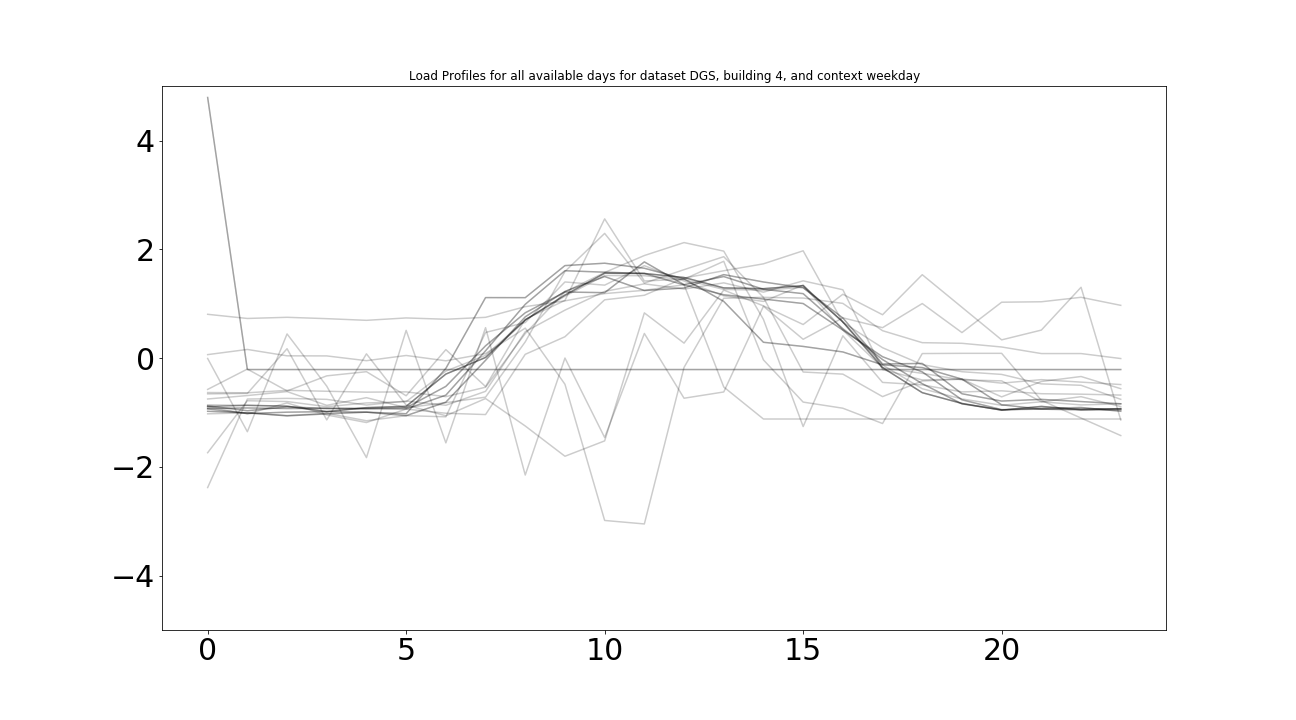 Load Profiles for all available days for dataset DGS, building 4, and context weekday
4
2
0
−2
−4
0 5 10 15 20